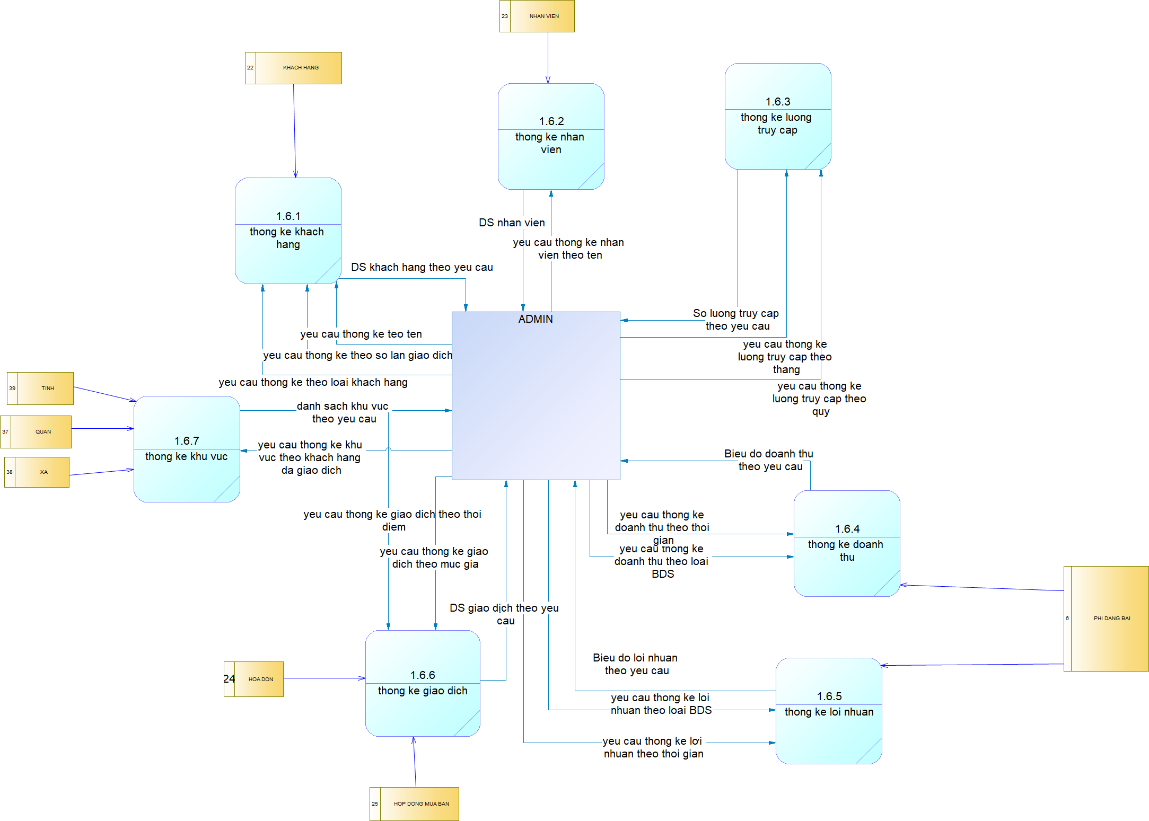 23 NHAN VIEN
22 KHACH HANG
1.6.3
thong ke luong
truy cap
1.6.2
thong ke nhan
vien
1.6.1
thong ke khach
hang
DS nhan vien
yeu cau thong ke nhan
vien theo ten
DS khach hang theo yeu cau
ADMIN
So luong truy cap
theo yeu cau
yeu cau thong ke teo ten
yeu cau thong ke theo so lan giao dich
yeu cau thong ke theo loai khach hang
yeu cau thong ke
luong truy cap theo
thang
yeu cau thong ke
luong truy cap theo
quy
39 TINH
37 QUAN
38 XA
1.6.7
thong ke khu vuc
danh sach khu vuc
theo yeu cau
yeu cau thong ke khu
vuc theo khach hang
da giao dich
Bieu do doanh thu
theo yeu cau
yeu cau thong ke giao dich theo thoi
diem
yeu cau thong ke giao
dich theo muc gia
yeu cau thong ke
doanh thu theo thoi
gian
yeu cau thong ke
doanh thu theo loai
BDS
1.6.4
thong ke doanh
thu
DS giao dịch theo yeu
cau
6 PHI DANG BAI
1.6.6
thong ke giao dich
24 HOA DON
Bieu do loi nhuan
theo yeu cau
yeu cau thong ke loi
nhuan theo loai BDS
yeu cau thong ke lơi
nhuan theo thoi gian
1.6.5
thong ke loi nhuan
25 HOP DONG MUA BAN